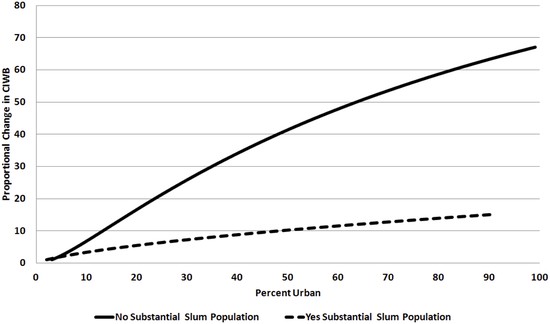 80
70
60
50
40
30
20
10
0
Proportional Change in CIWB
0 10 20 30 40 50 60 70 80 90 100
Percent Urban
No Substantial Slum Population Yes Substantial Slum Population